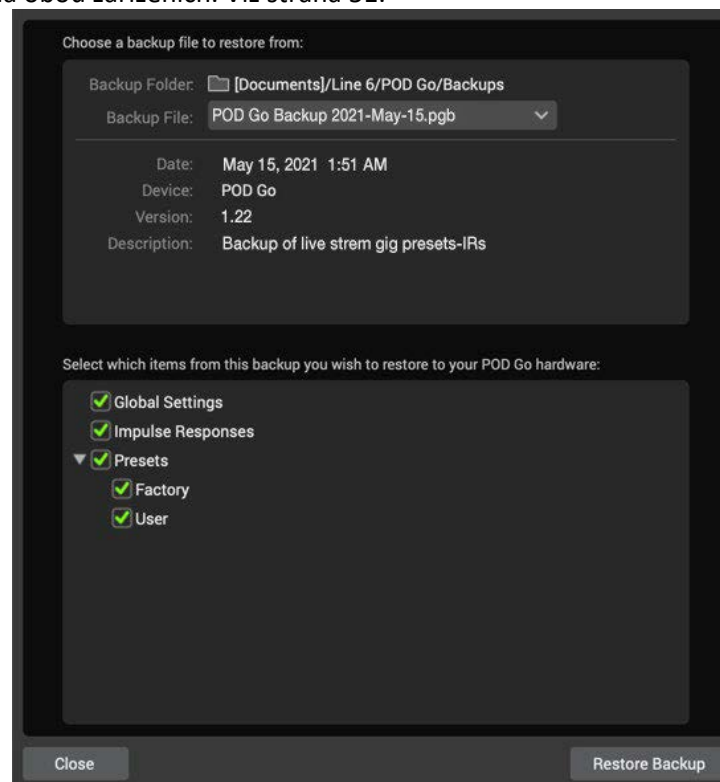 Choose a backup file to restore from:
Backup Folder: [Documents]/Line 6/POD Go/Backups
Backup File: POD Go Backup 2021-May-15.pgb
Date: May 15, 2021 1:51 AM
Device: POD Go
Version: 1.22
Description: Backup of live strem gig presets-IRs
Select which items from this backup you wish to restore to your POD Go hardware:
Global Settings
Impulse Responses
Presets
Factory
User
Close Restore Backup